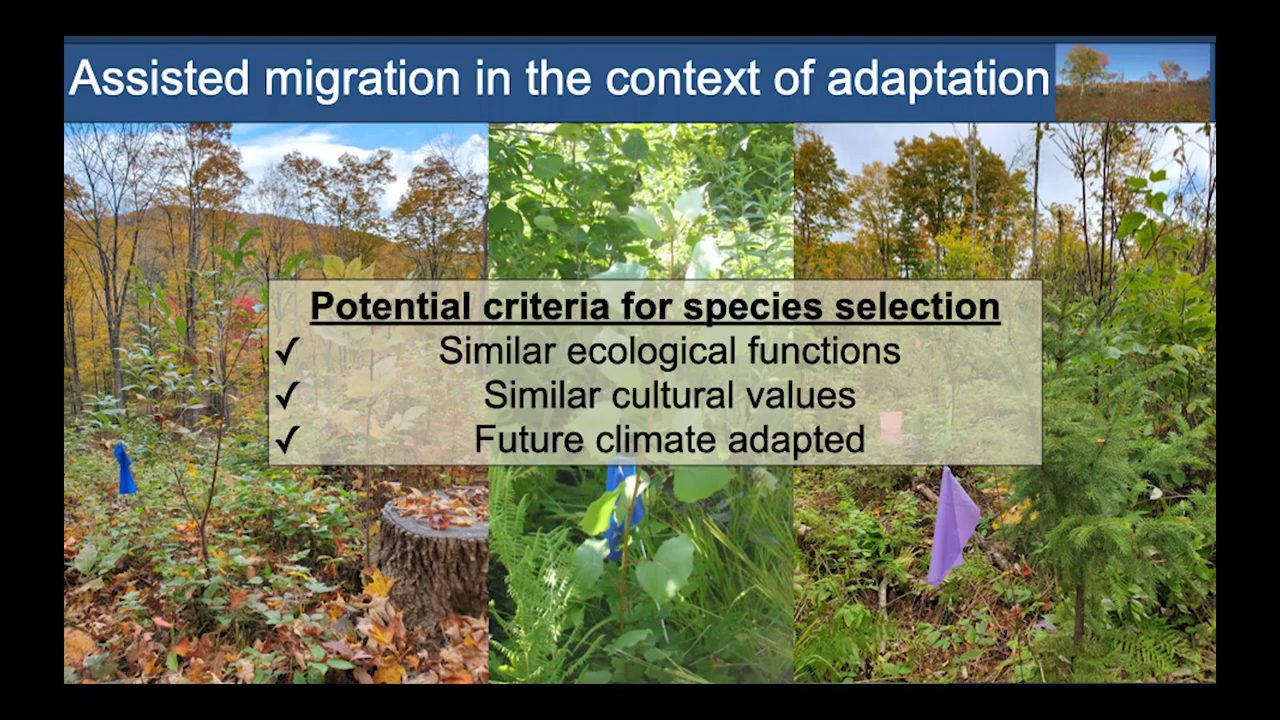 Assisted migration in the context of adaptation
Potential criteria for species selection
✓ Similar ecological functions
✓ Similar cultural values
✓ Future climate adapted